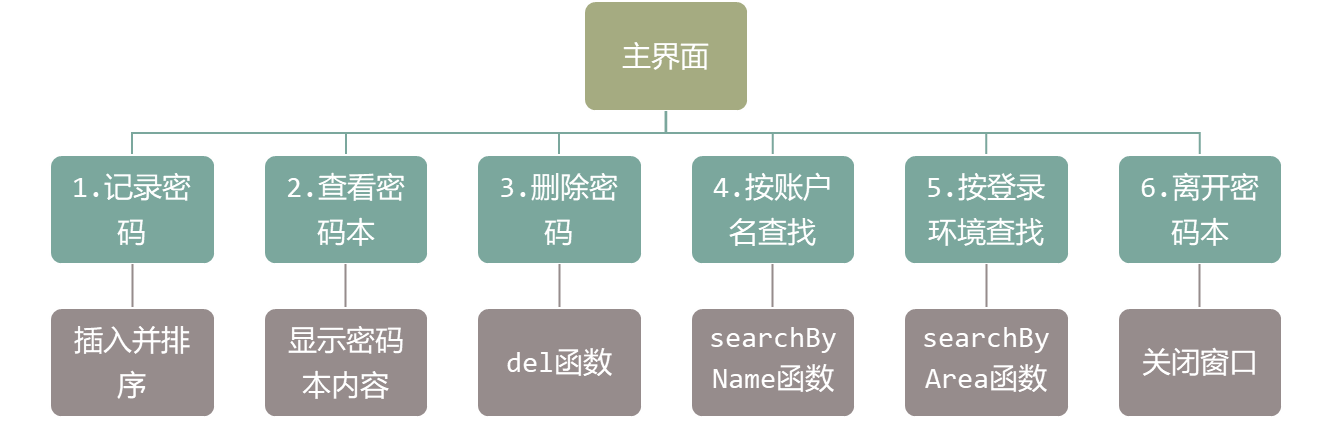 主界面
1.记录密
码
2.查看密
码本
3.删除密
码
4.按账户
名查找
5.按登录
环境查找
6.离开密
码本
插入并排
序
显示密码
本内容
del函数
searchBy
Name函数
searchBy
Area函数
关闭窗口